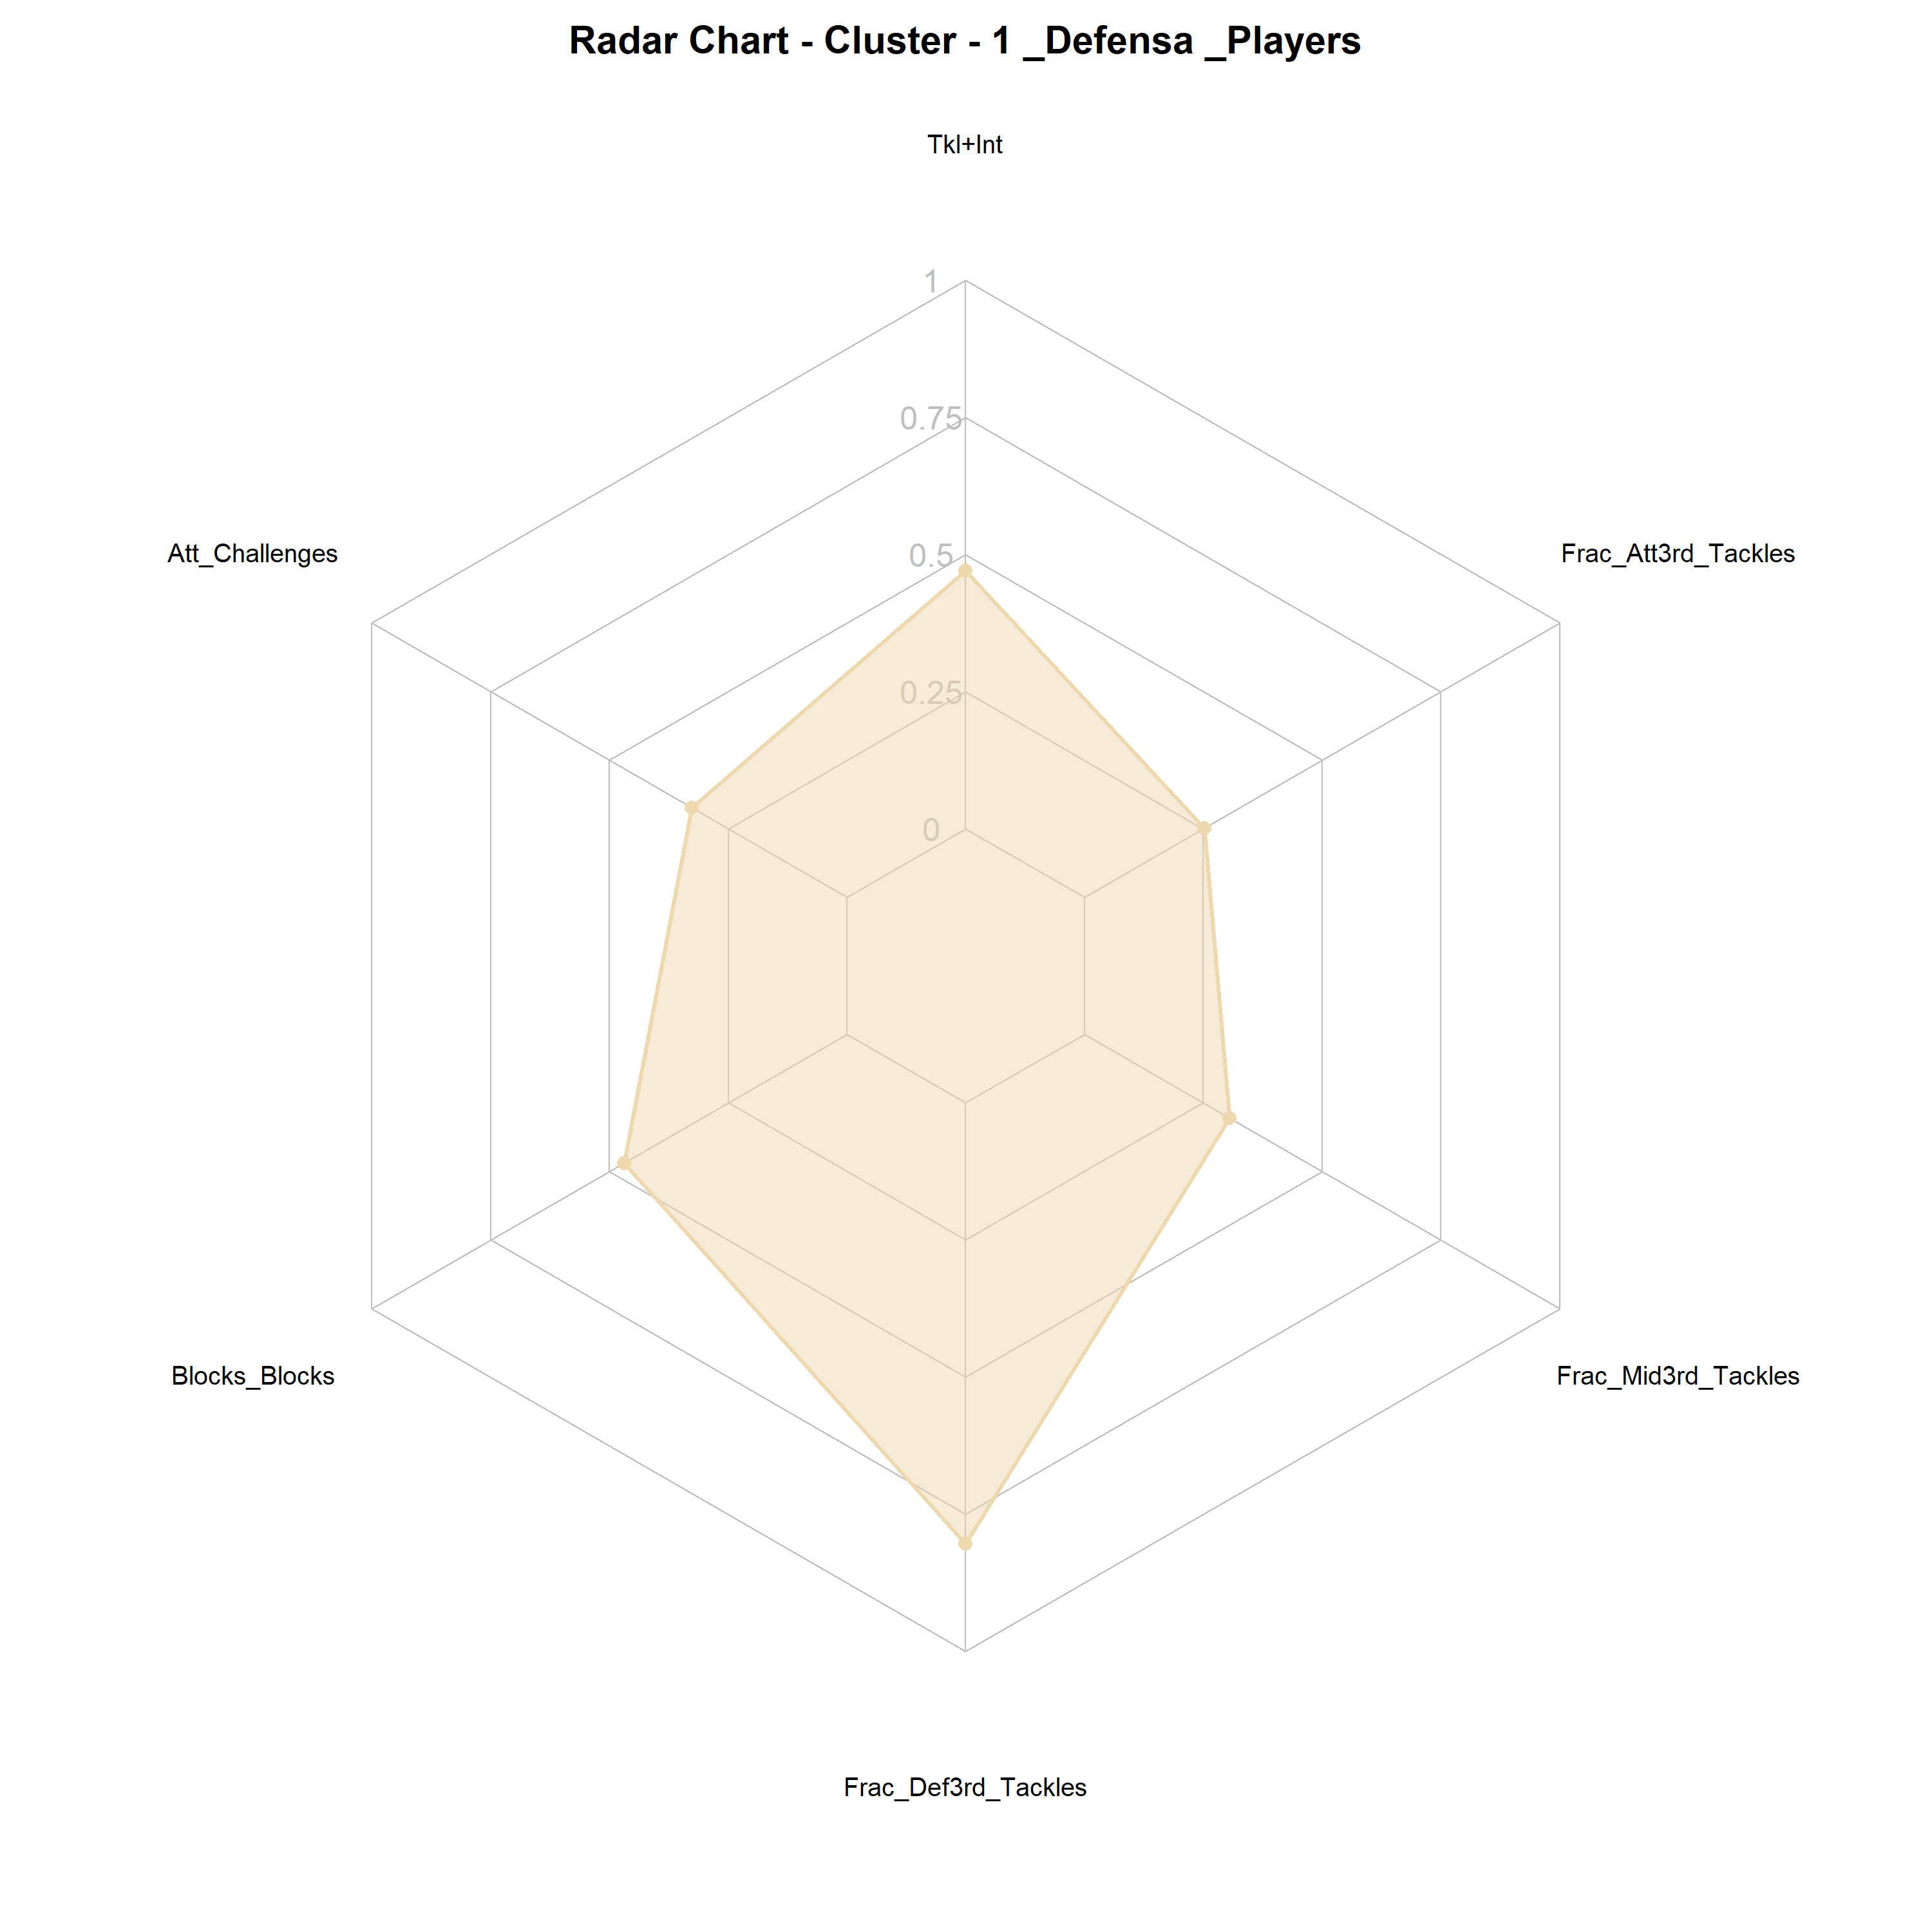 Radar Chart - Cluster - 1 _Defensa _Players
Tkl+Int
1
0.75
0.5
Att_Challenges
Frac_Att3rd_Tackles
0.25
0
Blocks_Blocks
Frac_Mid3rd_Tackles
Frac_Def3rd_Tackles